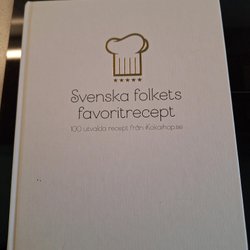 Svenska folkets
favoritrecept
100 utvalda recept från Kokaihop.se